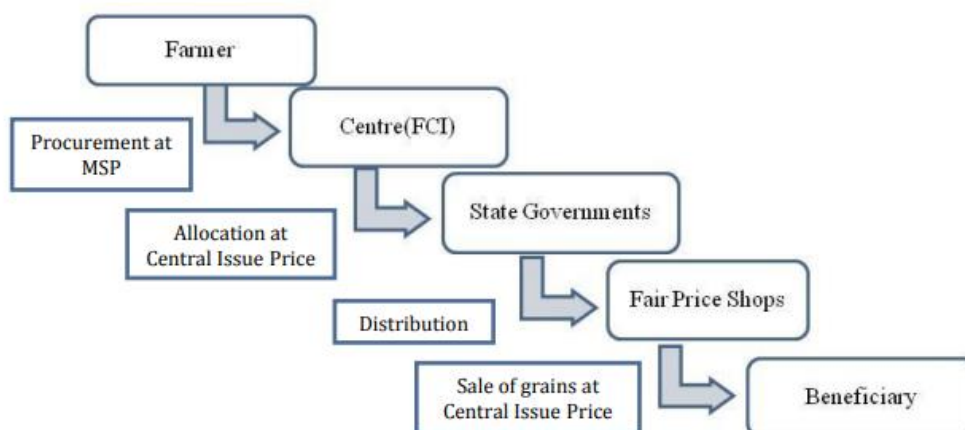 Farmer
Procurement at
MSP
Centre(FCI)
Allocation at
Central Issue Price
State Governments
Distribution
Fair Price Shops
Sale of grains at
Central Issue Price
Beneficiary